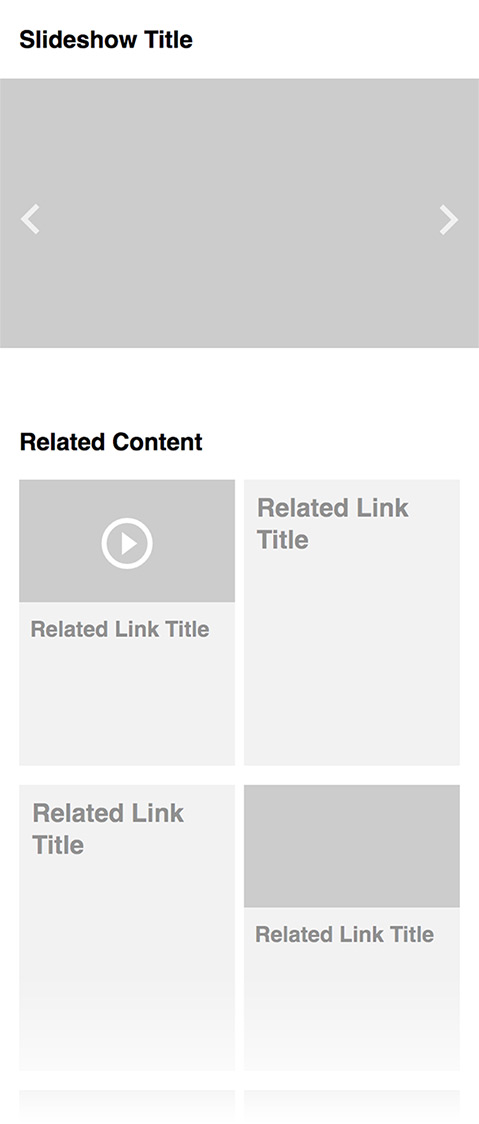 Slideshow Title
Related Content
Related Link Title
Related Link
Title
Related Link
Title
Related Link Title